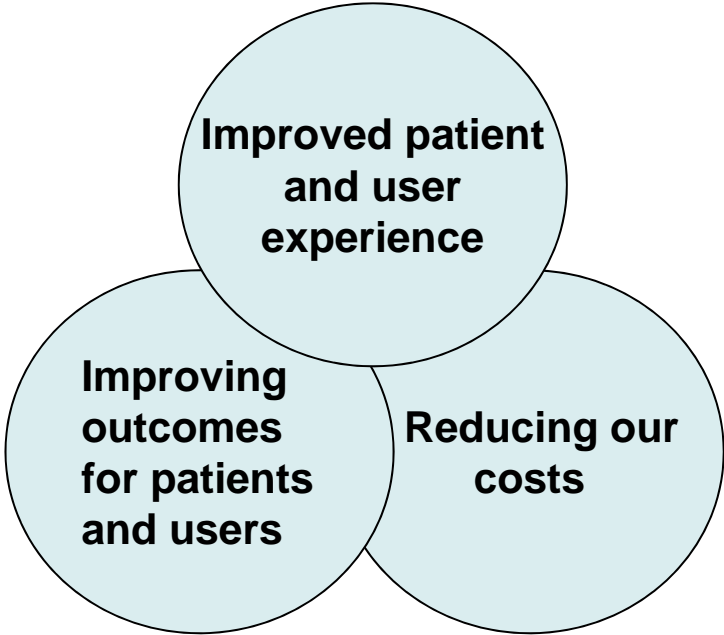 Improved patient
and user
experience
Improving
outcomes
for patients
and users
Reducing our
costs